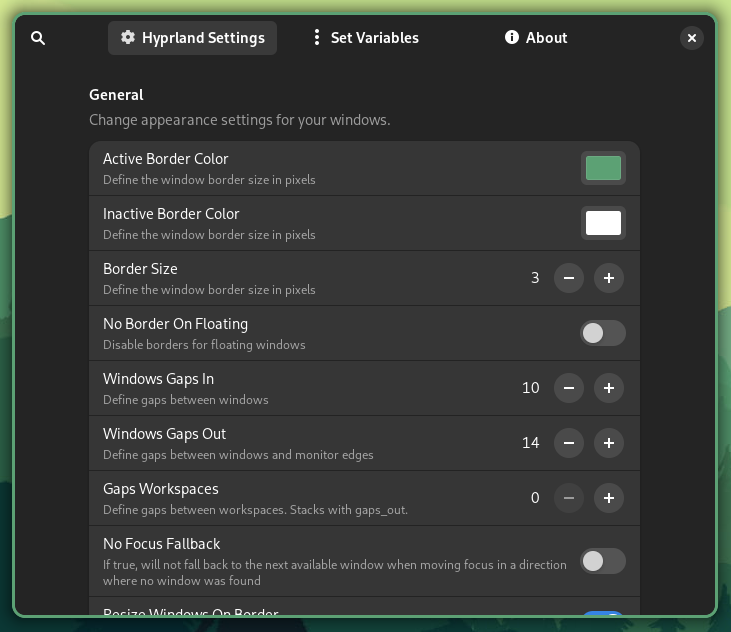 Hyprland Settings
Set Variables
About
General
Change appearance settings for your windows.
Active Border Color
Define the window border size in pixels
Inactive Border Color
Define the window border size in pixels
Border Size
Define the window border size in pixels
3
No Border On Floating
Disable borders for floating windows
Windows Gaps In
Define gaps between windows
10
Windows Gaps Out
Define gaps between windows and monitor edges
14
Gaps Workspaces
Define gaps between workspaces. Stacks with gaps_out.
0
No Focus Fallback
If true, will not fall back to the next available window when moving focus in a direction
where no window was found
Resize Windows On Border